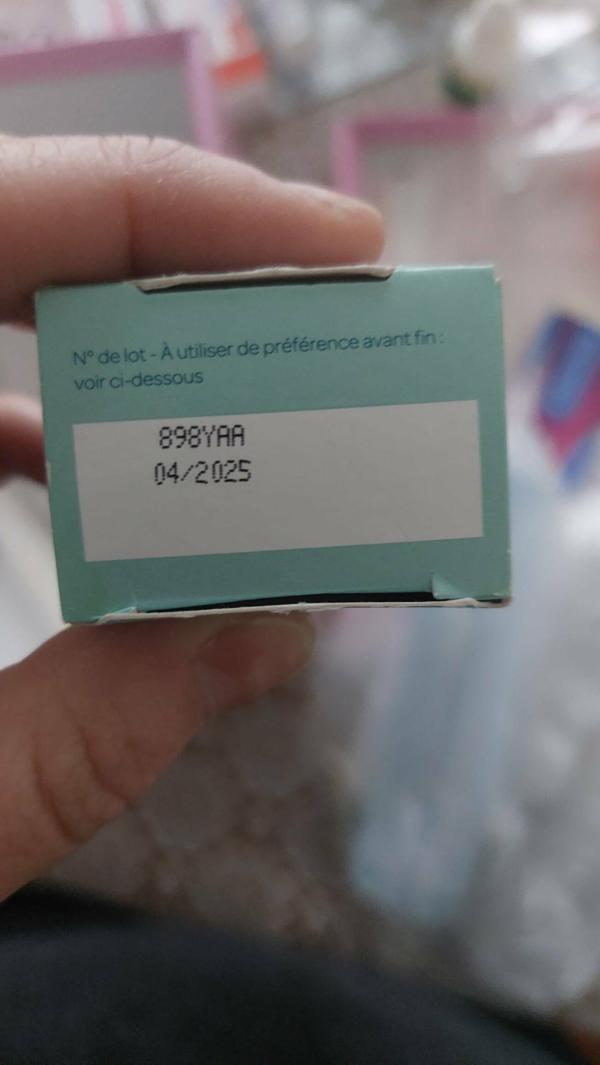 N° de lot - À utiliser de préférence avant fin :
voir ci-dessous
898YAA
04/2025